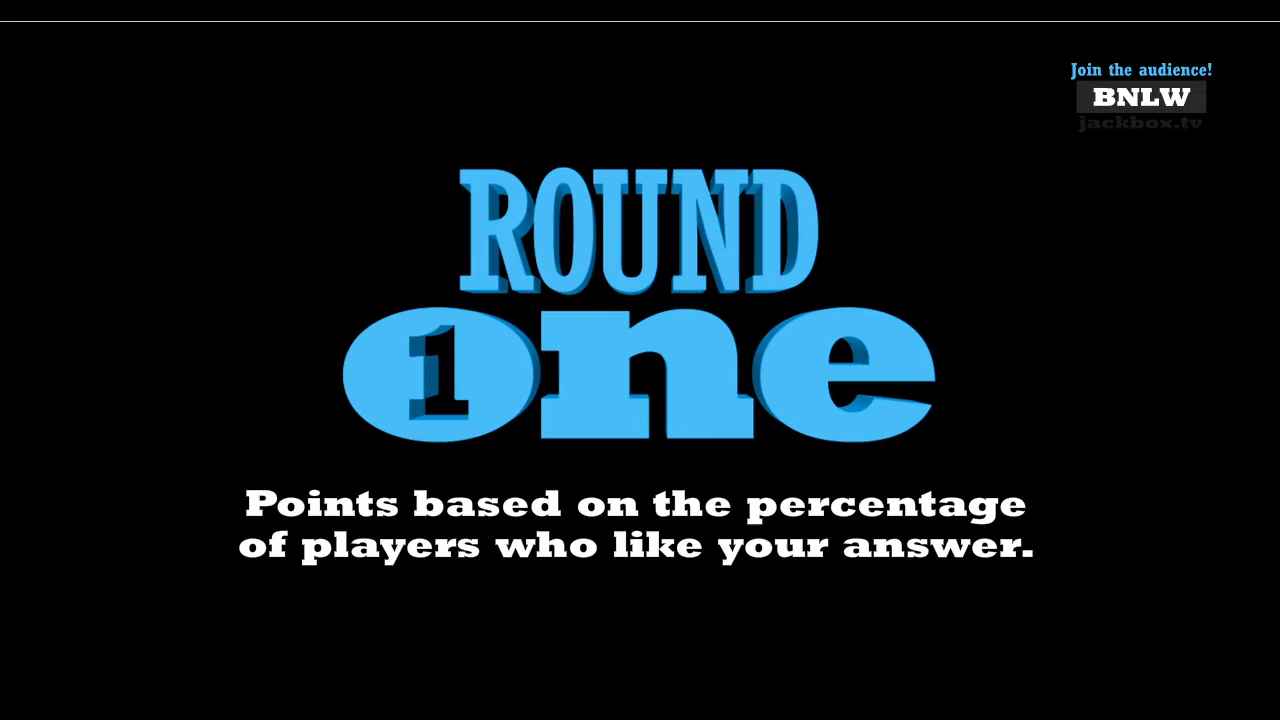 Join the audience!
BNLW
jackbox.tv
ROUND
One
1
Points based on the percentage
of players who like your answer.